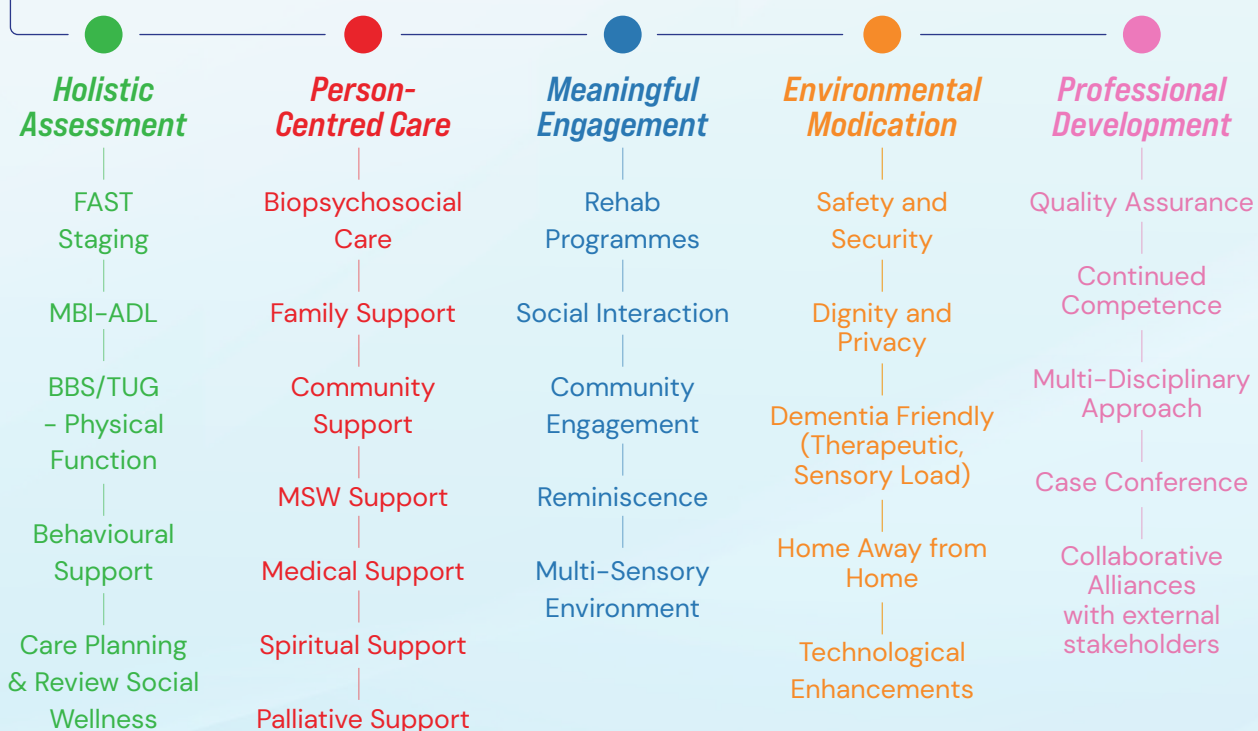 Holistic
Assessment
FAST
Staging
MBI-ADL
BBS/TUG
- Physical
Function
Behavioural
Support
Care Planning
& Review Social
Wellness
Person-
Centred Care
Biopsychosocial
Care
Family Support
Community
Support
MSW Support
Medical Support
Spiritual Support
Palliative Support
Meaningful
Engagement
Rehab
Programmes
Social Interaction
Community
Engagement
Reminiscence
Multi-Sensory
Environment
Environmental
Modication
Safety and
Security
Dignity and
Privacy
Dementia Friendly
(Therapeutic,
Sensory Load)
Home Away from
Home
Technological
Enhancements
Professional
Development
Quality Assurance
Continued
Competence
Multi-Disciplinary
Approach
Case Conference
Collaborative
Alliances
with external
stakeholders